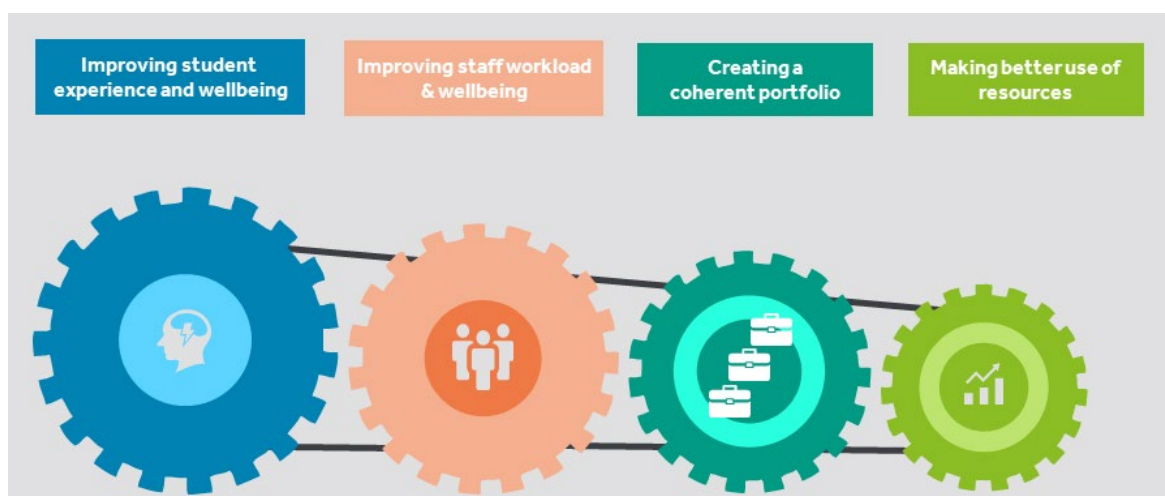 Improving student
experience and wellbeing
Improving staff workload
& wellbeing
Creating a
coherent portfolio
Making better use of
resources